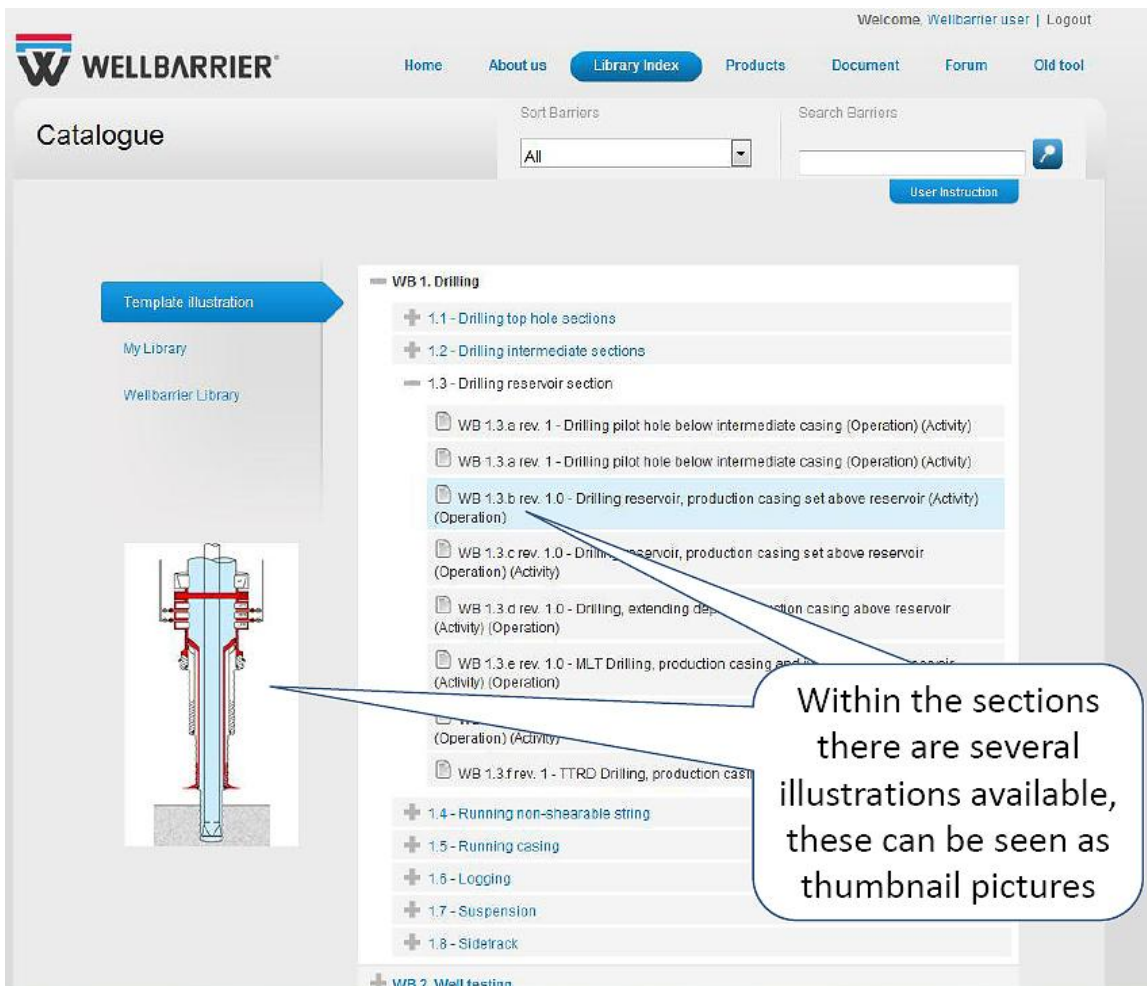 Welcome, Wellbarrier user | Logout
WELLBARRIER®
Home About us Library Index Products Document Forum Old tool
Catalogue
Sort Barriers
Search Barriers
All
User Instruction
Template illustration
My Library
Wellbarrier Library
WB 1. Drilling
1.1 - Drilling top hole sections
1.2 - Drilling intermediate sections
1.3 - Drilling reservoir section
WB 1.3.a rev. 1 - Drilling pilot hole below intermediate casing (Operation) (Activity)
WB 1.3.a rev. 1 - Drilling pilot hole below intermediate casing (Operation) (Activity)
WB 1.3.b rev. 1.0 - Drilling reservoir, production casing set above reservoir (Activity)
(Operation)
WB 1.3.c rev. 1.0 - Drilling reservoir, production casing set above reservoir
(Operation) (Activity)
WB 1.3.d rev. 1.0 - Drilling, extending casing above reservoir
(Activity) (Operation)
WB 1.3.e rev. 1.0 - MLT Drilling, production casing and
(Activity) (Operation)
(Operation) (Activity)
WB 1.3.f rev. 1 - TTRD Drilling, production
1.4 - Running non-shearable string
1.5 - Running casing
1.6 - Logging
1.7 - Suspension
1.8 - Sidetrack
WB 2. Well testing
Within the sections
there are several
illustrations available,
these can be seen as
thumbnail pictures